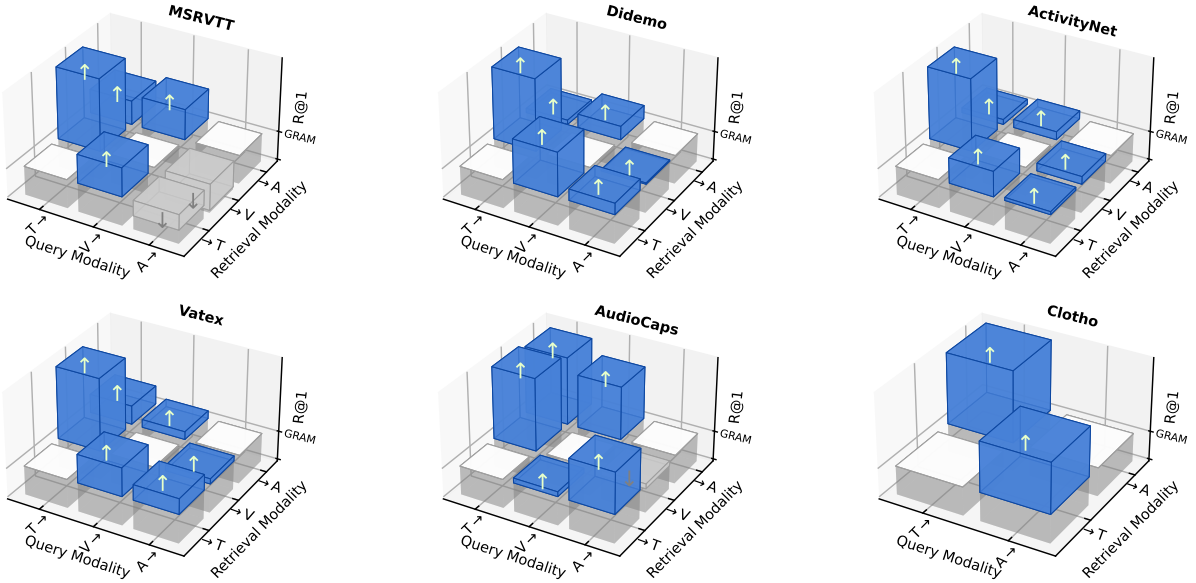 MSRVTT
R@1
GRAM
T →
V →
A →
Query Modality
→ T
→ V
→ A
Retrieval Modality
Didemo
R@1
GRAM
T →
V →
A →
Query Modality
→ T
→ V
→ A
Retrieval Modality
ActivityNet
R@1
GRAM
T →
V →
A →
Query Modality
→ T
→ V
→ A
Retrieval Modality
Vatex
R@1
GRAM
T →
V →
A →
Query Modality
→ T
→ V
→ A
Retrieval Modality
AudioCaps
R@1
GRAM
T →
V →
A →
Query Modality
→ T
→ V
→ A
Retrieval Modality
Clotho
R@1
GRAM
T →
A →
Query Modality
→ T
→ A
Retrieval Modality